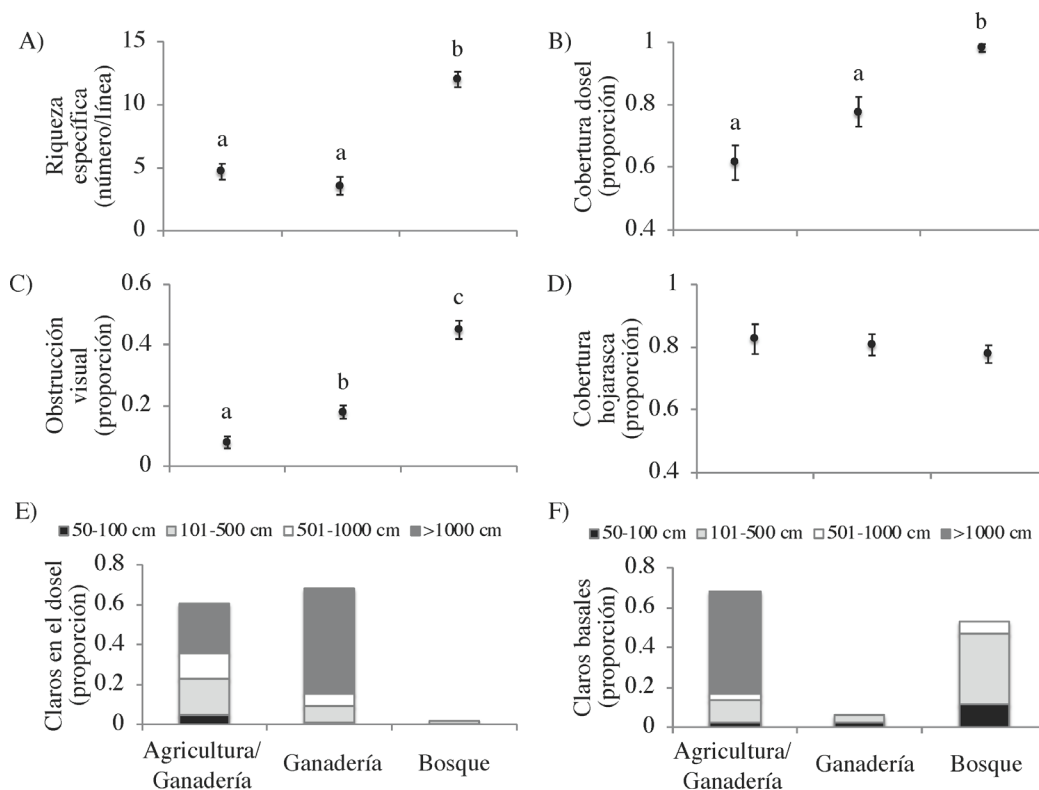 A)
Riqueza
específica
(número/línea)
15
10
5
0
a
a
b
B)
Cobertura dosel
(proporción)
1
0.8
0.6
0.4
a
a
b
C)
Obstrucción
visual
(proporción)
0.6
0.4
0.2
0
a
b
c
D)
Cobertura
hojarasca
(proporción)
1
0.8
0.6
0.4
E)
50-100 cm 101-500 cm 501-1000 cm >1000 cm
Claros en el dosel
(proporción)
0.8
0.6
0.4
0.2
0
Agricultura/
Ganadería
Ganadería
Bosque
F)
50-100 cm 101-500 cm 501-1000 cm >1000 cm
Claros basales
(proporción)
0.8
0.6
0.4
0.2
0
Agricultura/
Ganadería
Ganadería
Bosque